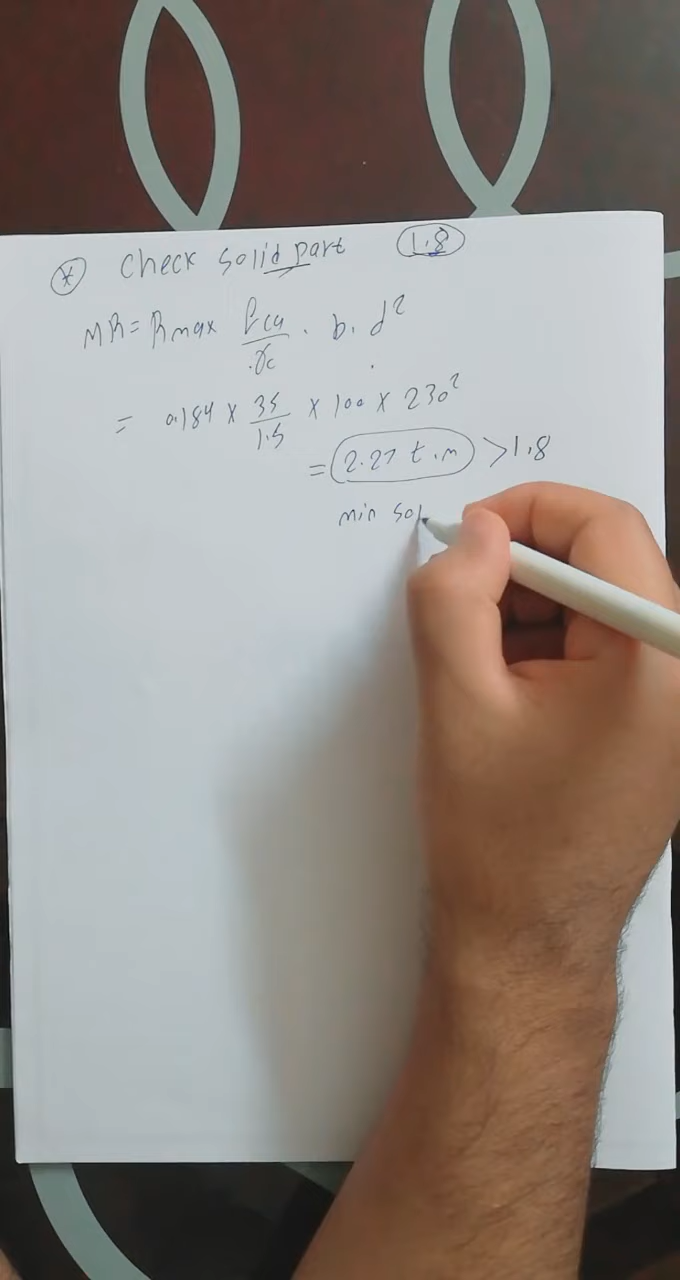 * Check solid part 1.8
MR = Rmax fcu/γc . b . d²
= 0.184 × 35/1.5 × 100 × 230²
= 2.27 t.m > 1.8
min sol